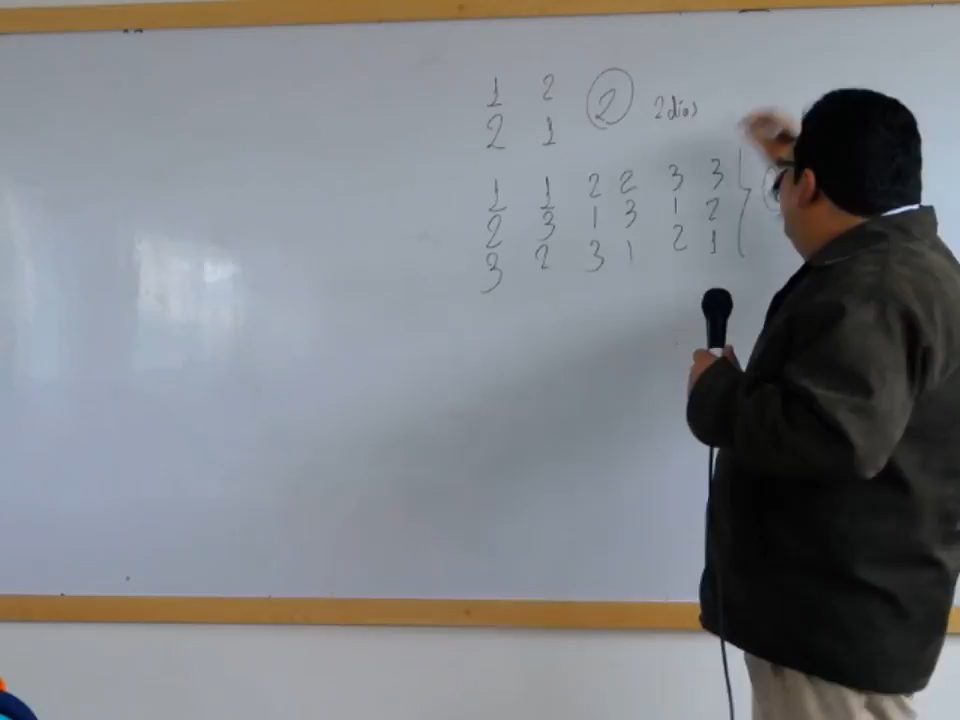 1 2 2 2 días
2 1
1 1 2 2 3 3
2 3 1 3 1 2
3 2 3 1 2 1